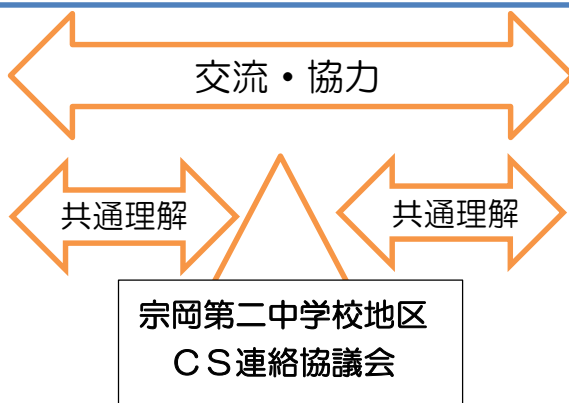 交流・協力
共通理解
共通理解
宗岡第二中学校地区
ＣＳ連絡協議会